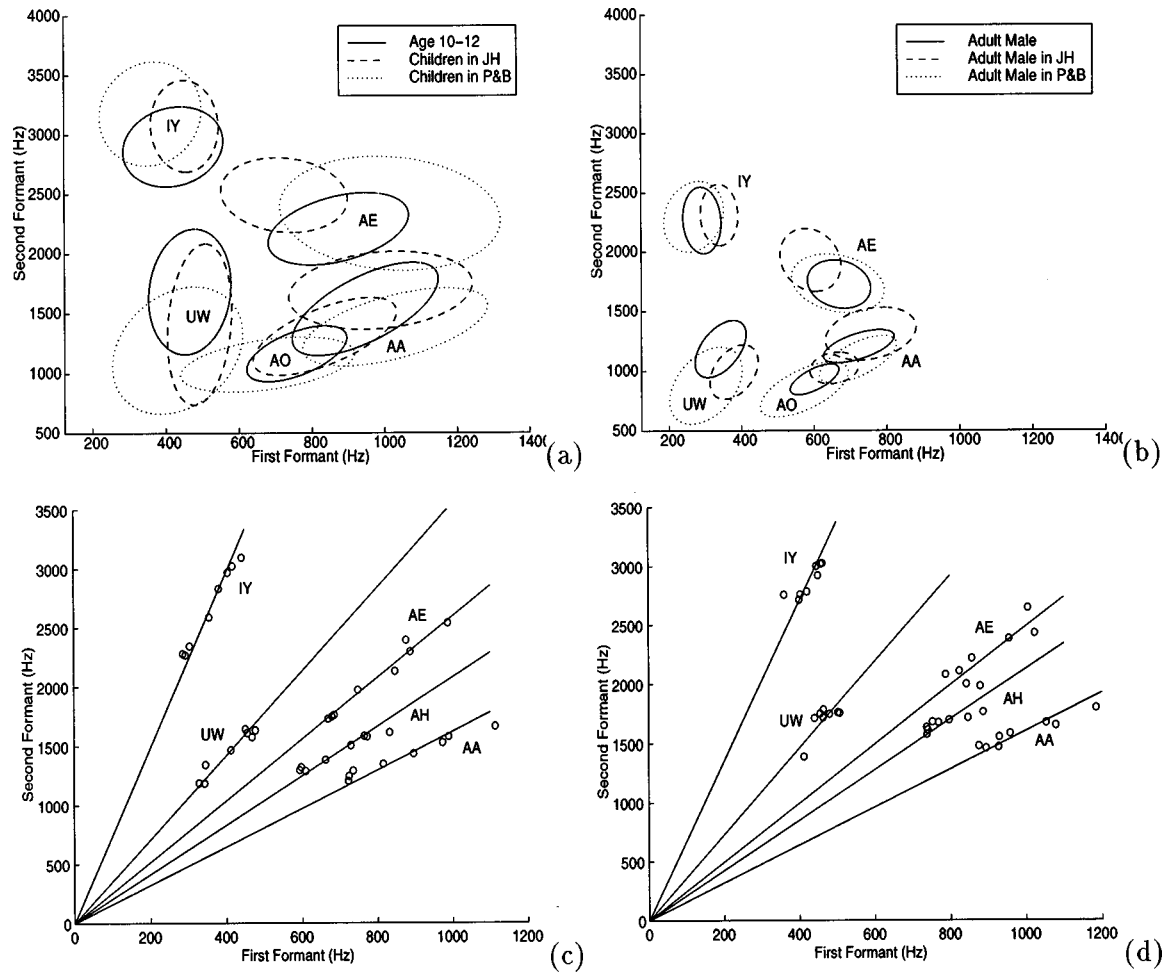 4000
3500
3000
2500
2000
1500
1000
500
Second Formant (Hz)
Age 10-12
Children in JH
Children in P&B
IY
AE
UW
AO
AA
200 400 600 800 1000 1200 140(
First Formant (Hz)
(a)
4000
3500
3000
2500
2000
1500
1000
500
Second Formant (Hz)
Adult Male
Adult Male in JH
Adult Male in P&B
IY
AE
AA
UW
AO
200 400 600 800 1000 1200 140(
First Formant (Hz)
(b)
3500
3000
2500
2000
1500
1000
500
0
Second Formant (Hz)
IY
AE
UW
AH
AA
0 200 400 600 800 1000 1200
First Formant (Hz)
(c)
3500
3000
2500
2000
1500
1000
500
0
Second Formant (Hz)
IY
AE
UW
AH
AA
0 200 400 600 800 1000 1200
First Formant (Hz)
(d)